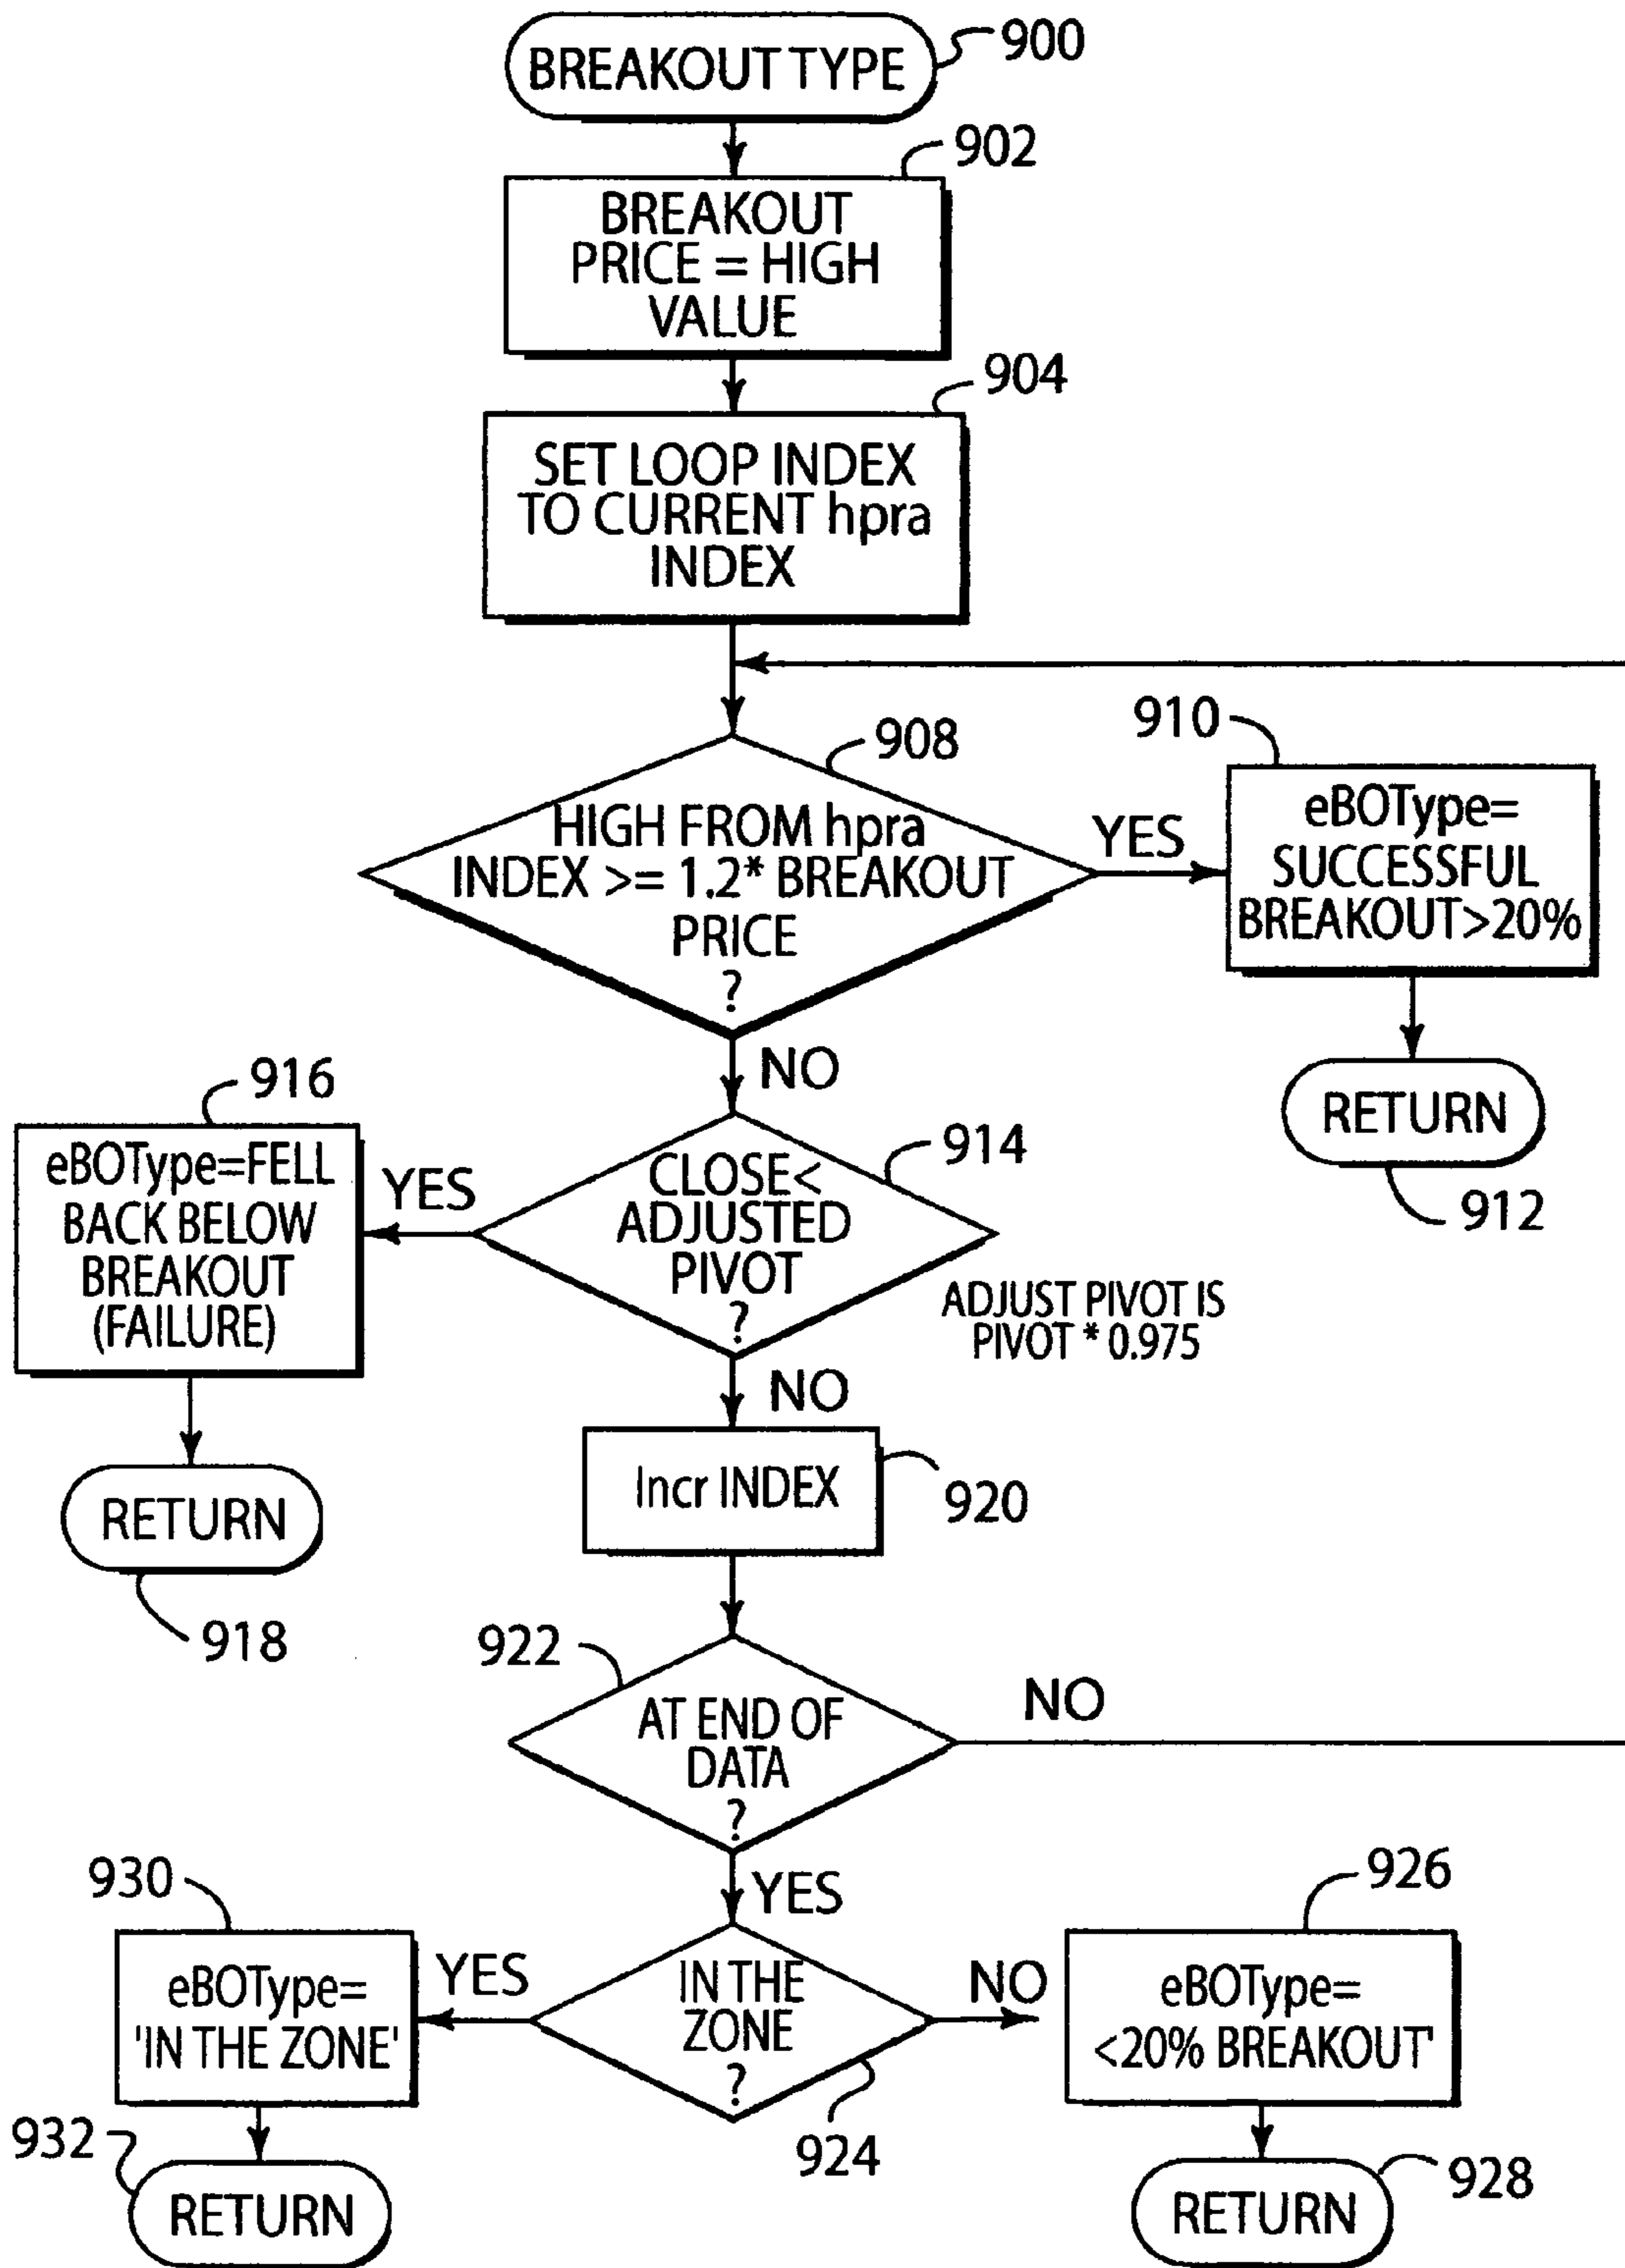 BREAKOUT TYPE
900
902
BREAKOUT
PRICE = HIGH
VALUE
904
SET LOOP INDEX
TO CURRENT hpra
INDEX
908
HIGH FROM hpra
INDEX >= 1.2* BREAKOUT
PRICE
?
YES
910
eBOType=
SUCCESSFUL
BREAKOUT>20%
RETURN
912
NO
914
CLOSE<
ADJUSTED
PIVOT
?
ADJUST PIVOT IS
PIVOT * 0.975
YES
916
eBOType=FELL
BACK BELOW
BREAKOUT
(FAILURE)
RETURN
918
NO
Incr INDEX
920
922
AT END OF
DATA
?
NO
YES
IN THE
ZONE
?
924
YES
930
eBOType=
'IN THE ZONE'
932
RETURN
NO
926
eBOType=
<20% BREAKOUT'
RETURN
928